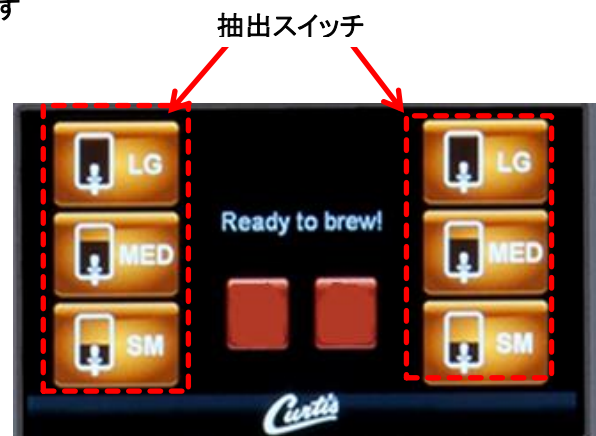 す
抽出スイッチ
LG
LG
Ready to brew!
MED
MED
SM
SM
Curtis